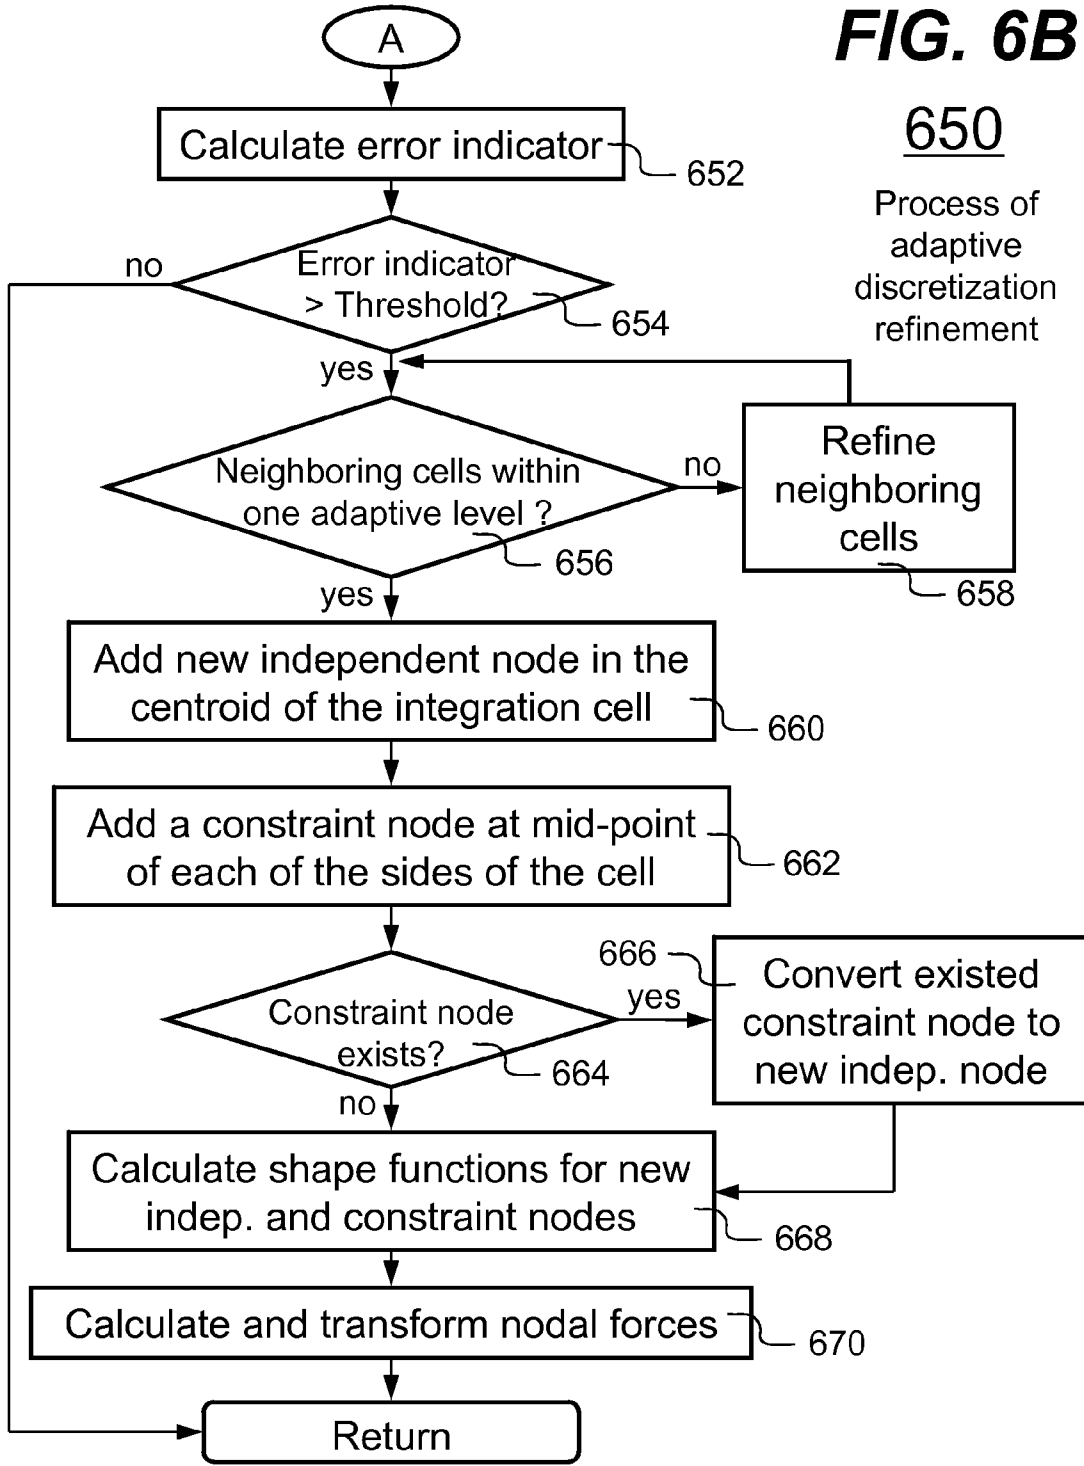 A
FIG. 6B
650
Process of
adaptive
discretization
refinement
Calculate error indicator
652
Error indicator
> Threshold?
654
no
yes
Neighboring cells within
one adaptive level ?
656
no
Refine
neighboring
cells
658
yes
Add new independent node in the
centroid of the integration cell
660
Add a constraint node at mid-point
of each of the sides of the cell
662
Constraint node
exists?
664
yes
666
Convert existed
constraint node to
new indep. node
no
Calculate shape functions for new
indep. and constraint nodes
668
Calculate and transform nodal forces
670
Return